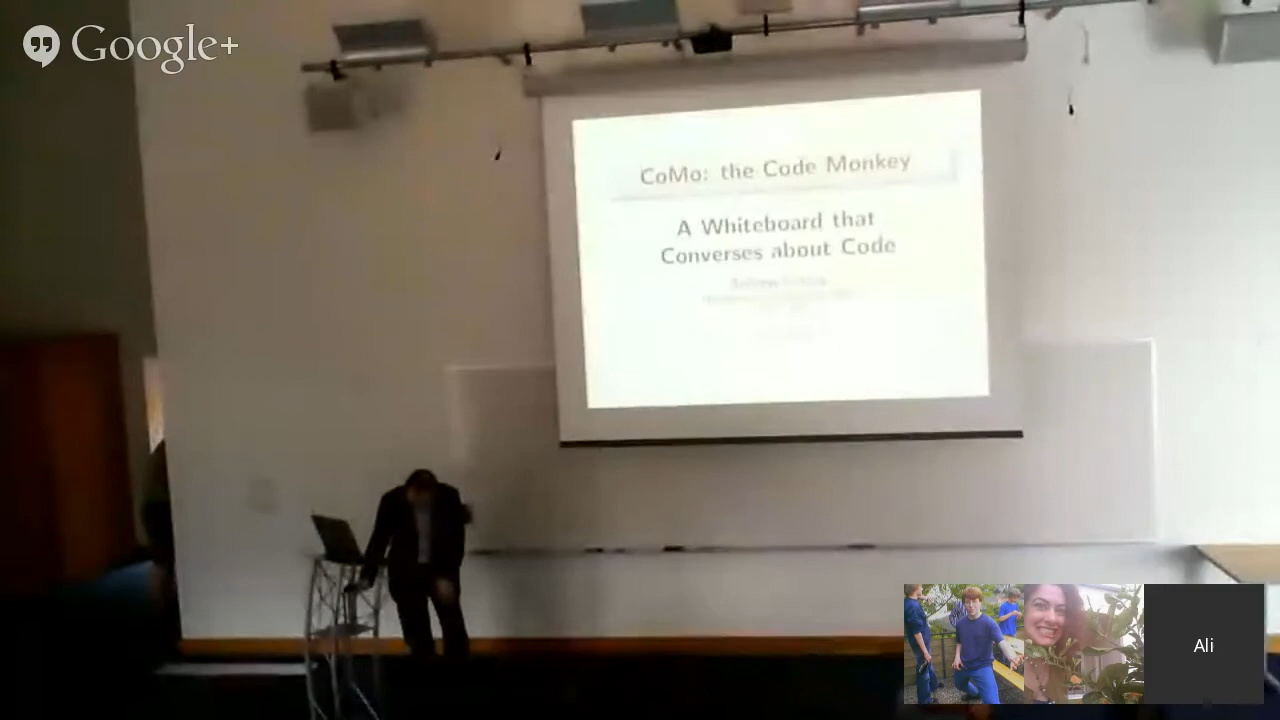 Google+
CoMo: the Code Monkey
A Whiteboard that
Converses about Code
Ali